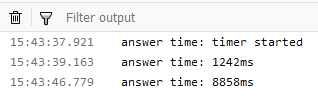 Filter output
15:43:37.921 answer time: timer started
15:43:39.163 answer time: 1242ms
15:43:46.779 answer time: 8858ms